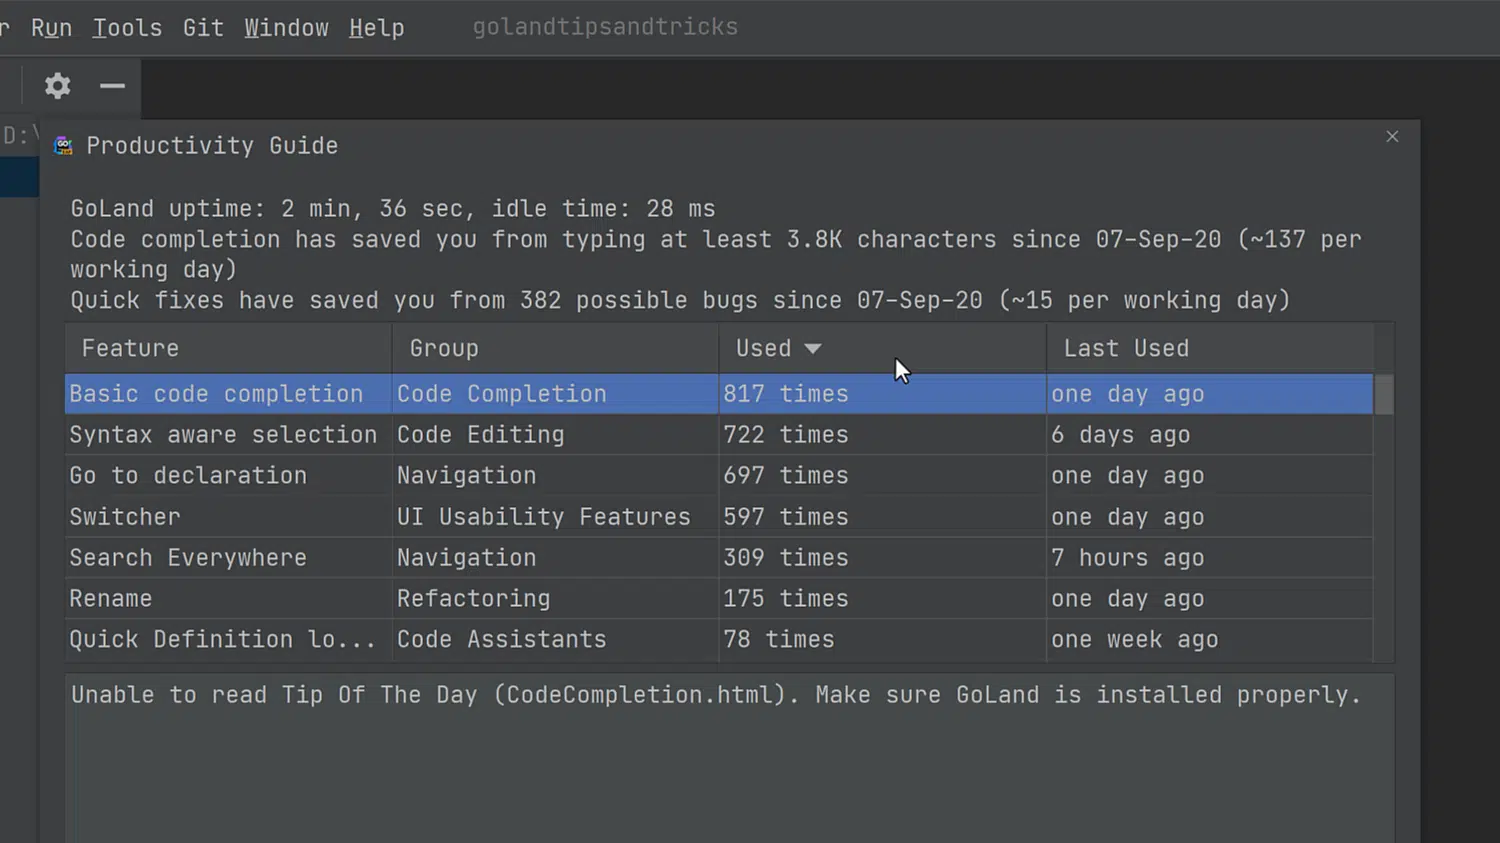 r Run Tools Git Window Help golandtipsandtricks
D:\
Productivity Guide
GoLand uptime: 2 min, 36 sec, idle time: 28 ms
Code completion has saved you from typing at least 3.8K characters since 07-Sep-20 (~137 per
working day)
Quick fixes have saved you from 382 possible bugs since 07-Sep-20 (~15 per working day)
Feature Group Used Last Used
Basic code completion Code Completion 817 times one day ago
Syntax aware selection Code Editing 722 times 6 days ago
Go to declaration Navigation 697 times one day ago
Switcher UI Usability Features 597 times one day ago
Search Everywhere Navigation 309 times 7 hours ago
Rename Refactoring 175 times one day ago
Quick Definition lo... Code Assistants 78 times one week ago
Unable to read Tip Of The Day (CodeCompletion.html). Make sure GoLand is installed properly.